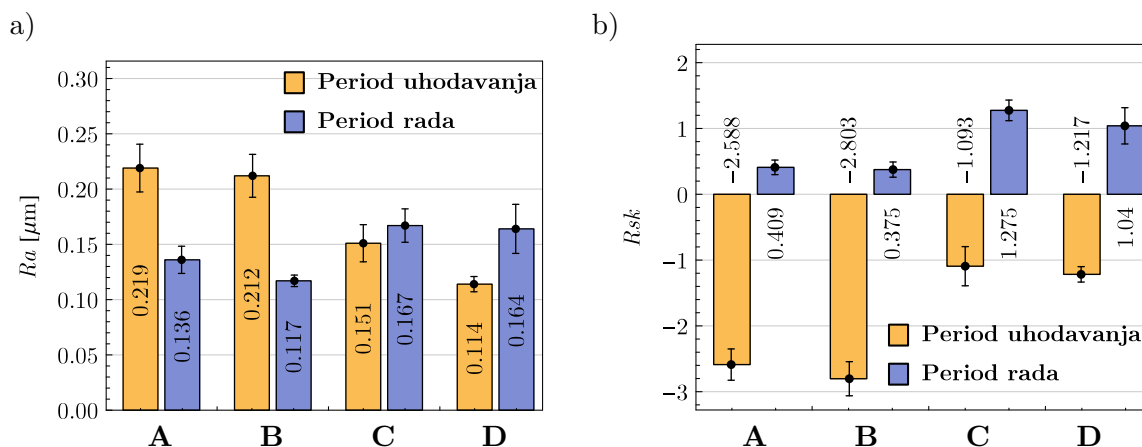 a)
Ra [μm]
0.30
0.25
0.20
0.15
0.10
0.05
0.00
Period uhodavanja
Period rada
0.219
0.136
0.212
0.117
0.151
0.167
0.114
0.164
A B C D
b)
Rsk
2
1
0
−1
−2
−3
−2.588
0.409
−2.803
0.375
−1.093
1.275
−1.217
1.04
Period uhodavanja
Period rada
A B C D